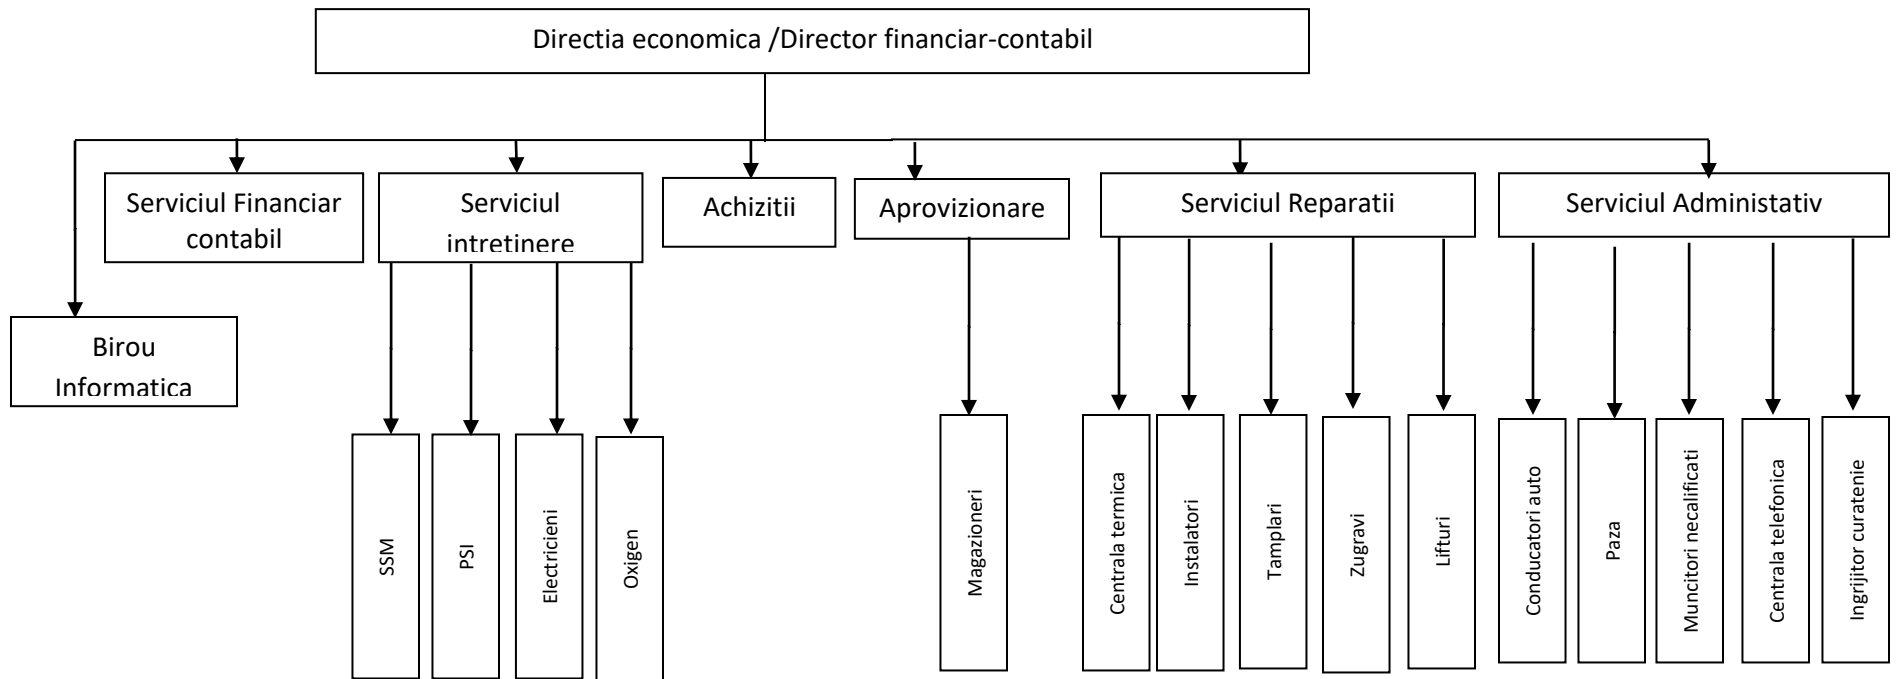 Directia economica /Director financiar-contabil
Serviciul Financiar
contabil
Serviciul
intretinere
Achizitii
Aprovizionare
Serviciul Reparatii
Serviciul Administativ
Birou
Informatica
SSM
PSI
Electricieni
Oxigen
Magazioneri
Centrala termica
Instalatori
Tamplari
Zugravi
Lifturi
Conducatori auto
Paza
Muncitori necalificati
Centrala telefonica
Ingrijitor curatenie